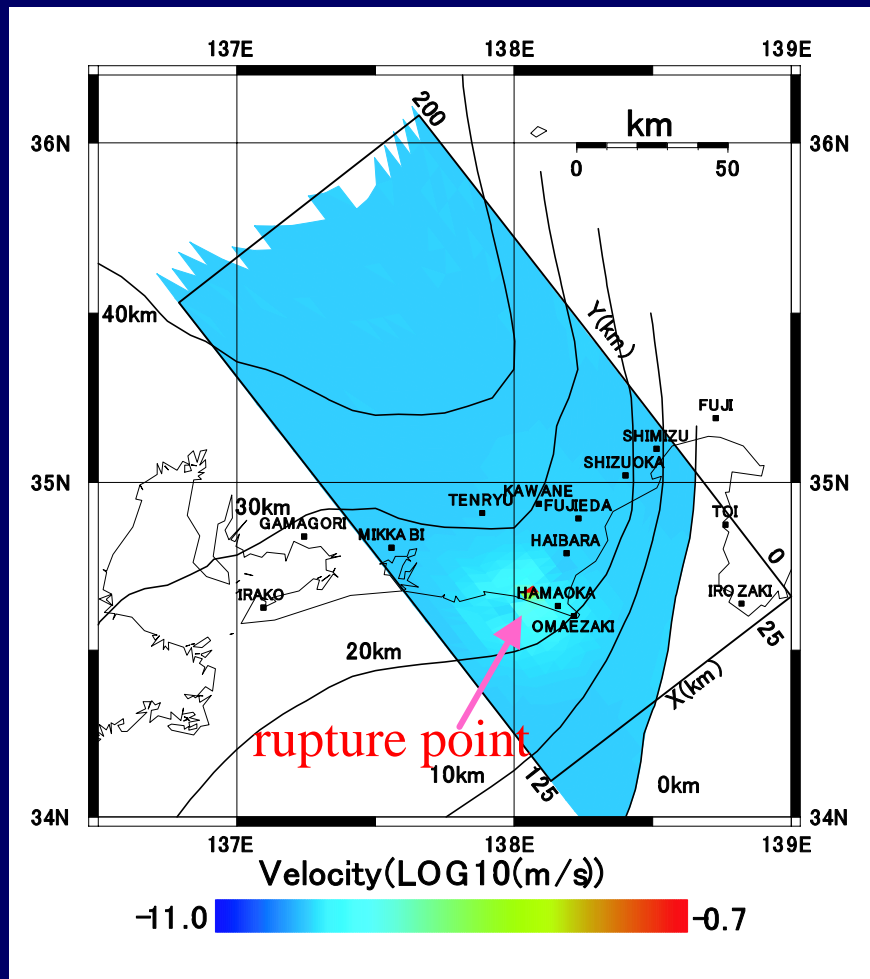 137E 138E 139E
200
36N km 36N
0 50
40km
Y(km)
FUJI
SHIMIZU
SHIZUOKA
35N 35N
KAWANE
TENRYU FUJIEDA
30km TOI
GAMAGORI
MIKKABI HAIBARA
0
IRAKO HAMAOKA IROZAKI
OMAEZAKI 25
20km
X(km)
rupture point
10km 125 0km
34N 34N
137E 138E 139E
Velocity(LOG10(m/s))
-11.0 -0.7